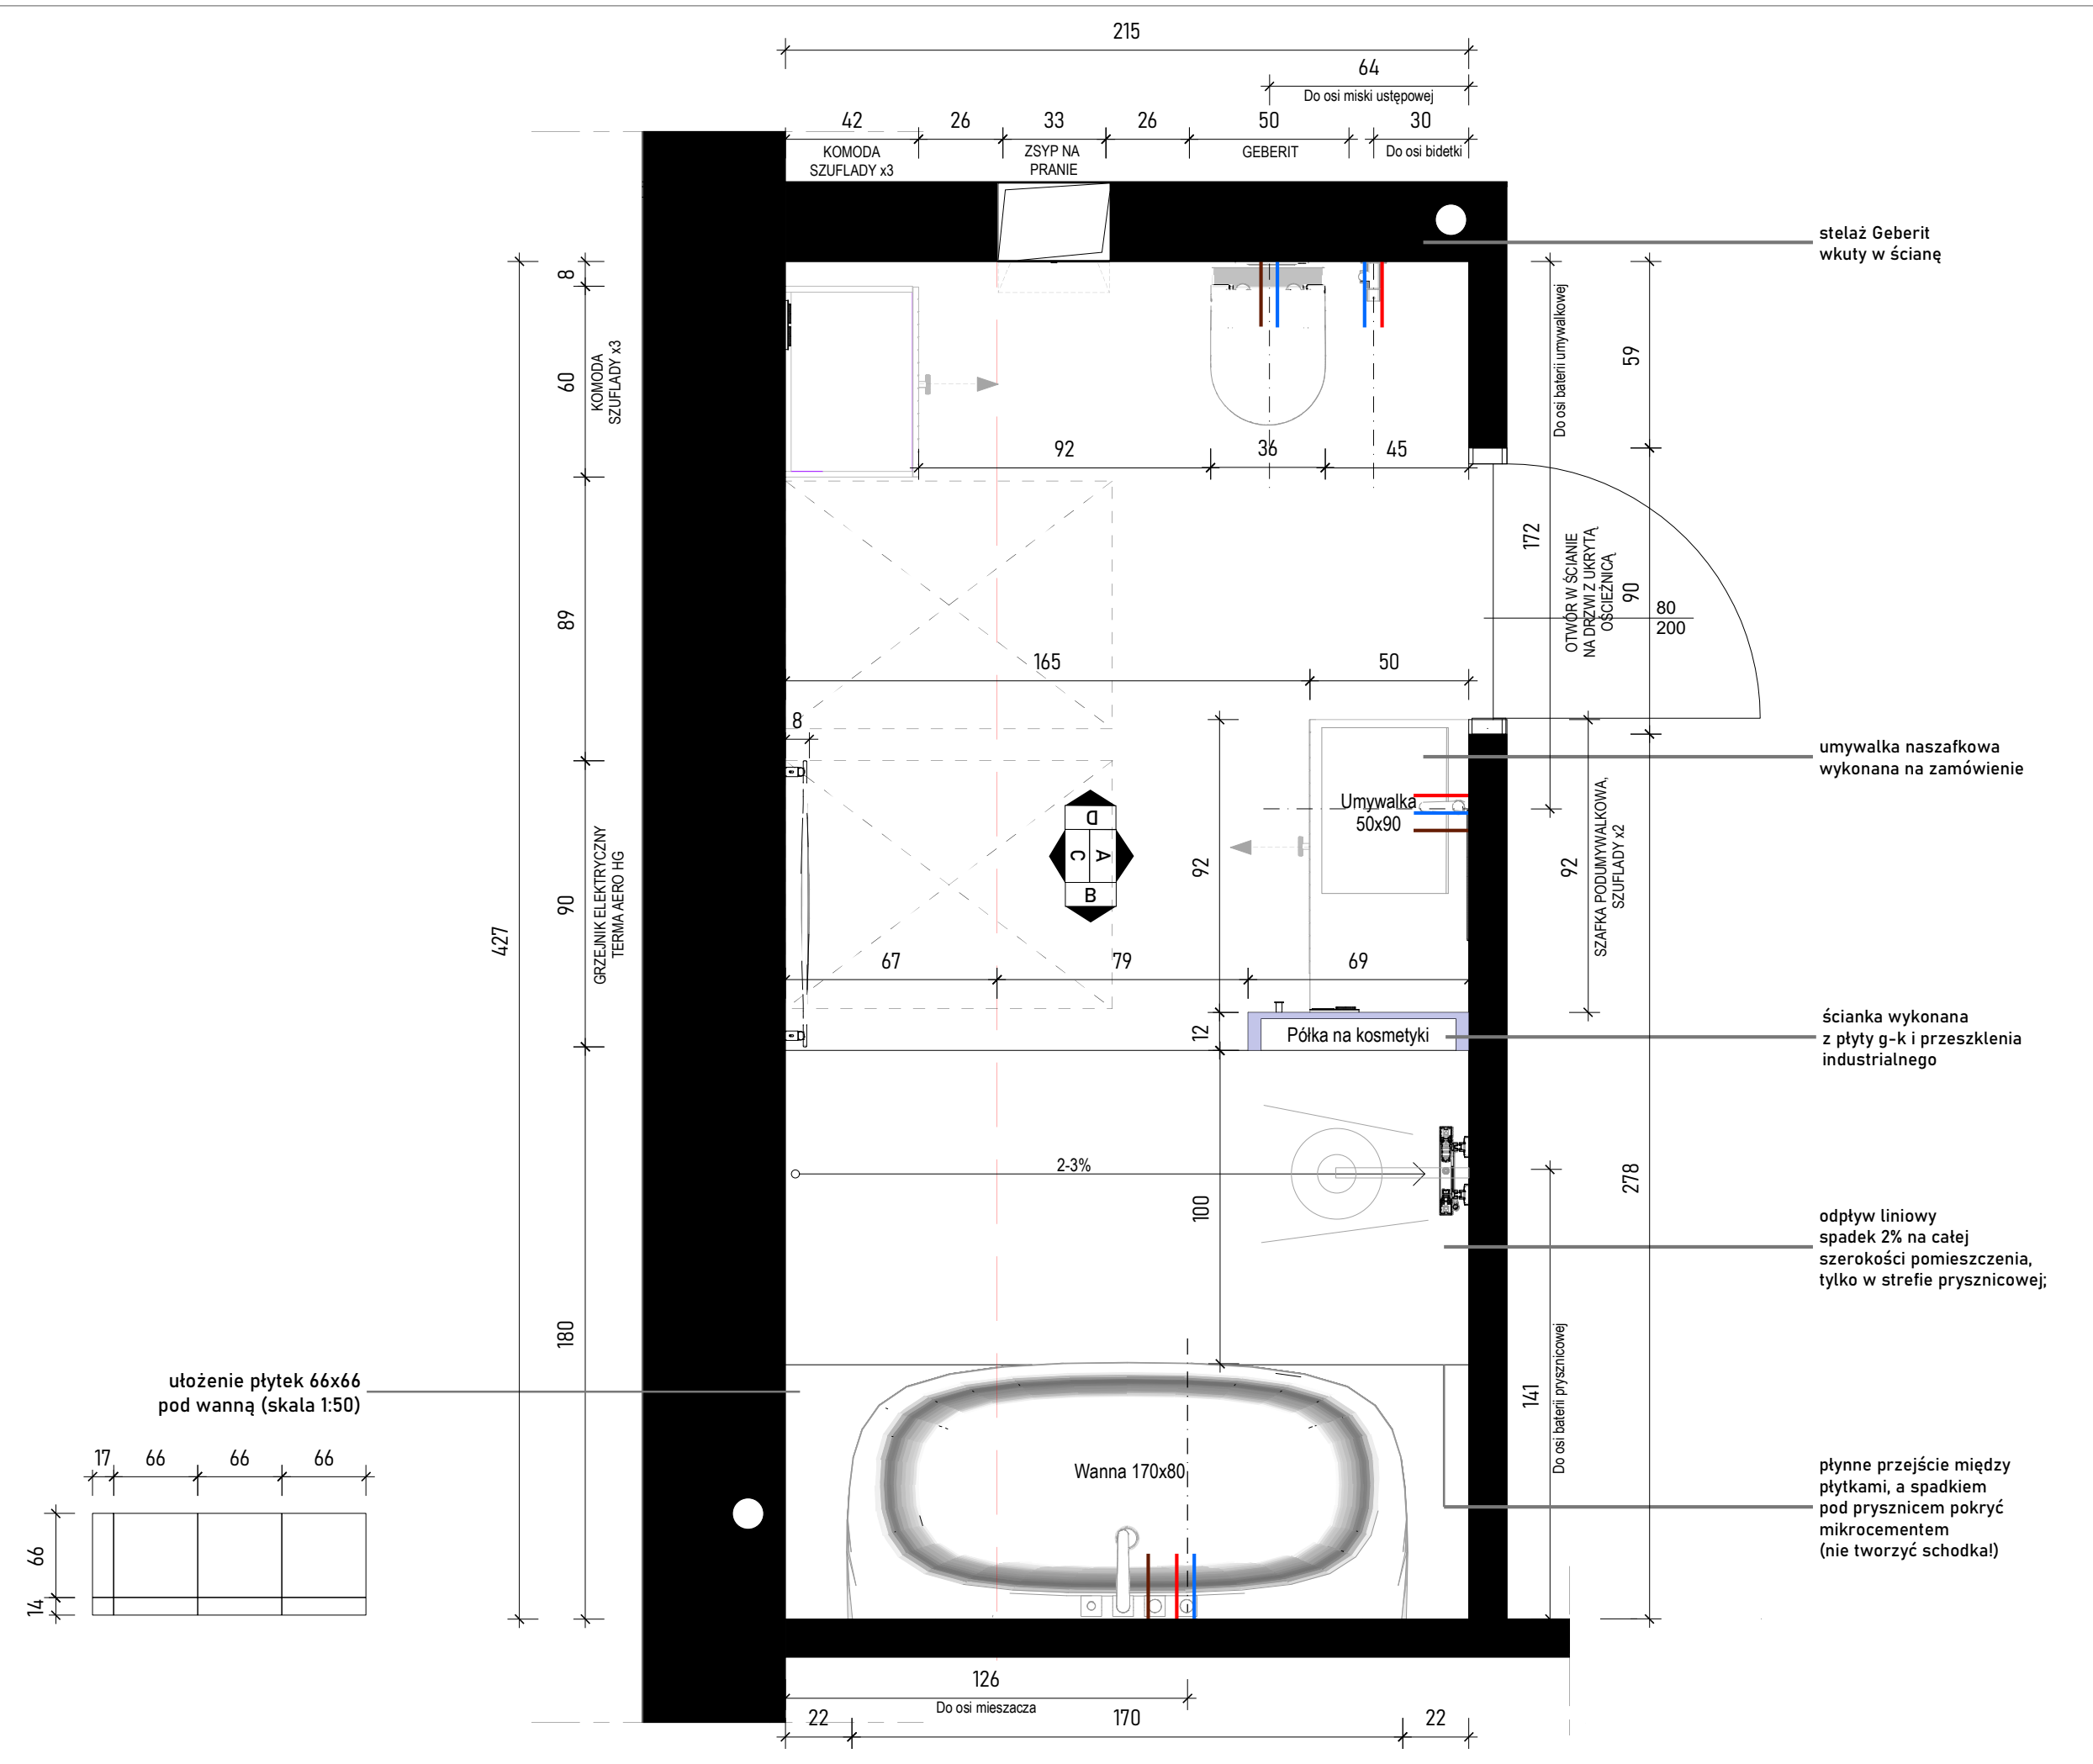 215
64
Do osi miski ustępowej
42
26
33
26
50
30
KOMODA
SZUFLADY x3
ZSYP NA
PRANIE
GEBERIT
Do osi bidetki
stelaż Geberit
wkuty w ścianę
8
60
KOMODA
SZUFLADY x3
Do osi baterii umywalkowej
59
92
36
45
89
172
OTWÓR W ŚCIANIE
NA DRZWI Z UKRYTĄ
OŚCIEŻNICĄ
90
80
200
165
50
8
umywalka naszafkowa
wykonana na zamówienie
Umywalka
50x90
D
C
A
B
92
92
SZAFKA PODUMYWALKOWA,
SZUFLADY x2
427
90
GRZEJNIK ELEKTRYCZNY
TERMA AERO HG
67
79
69
12
Półka na kosmetyki
ścianka wykonana
z płyty g-k i przeszklenia
industrialnego
2-3%
100
278
odpływ liniowy
spadek 2% na całej
szerokości pomieszczenia,
tylko w strefie prysznicowej;
180
141
Do osi baterii prysznicowej
ułożenie płytek 66x66
pod wanną (skala 1:50)
17
66
66
66
66
14
Wanna 170x80
płynne przejście między
płytkami, a spadkiem
pod prysznicem pokryć
mikrocementem
(nie tworzyć schodka!)
126
Do osi mieszacza
22
170
22